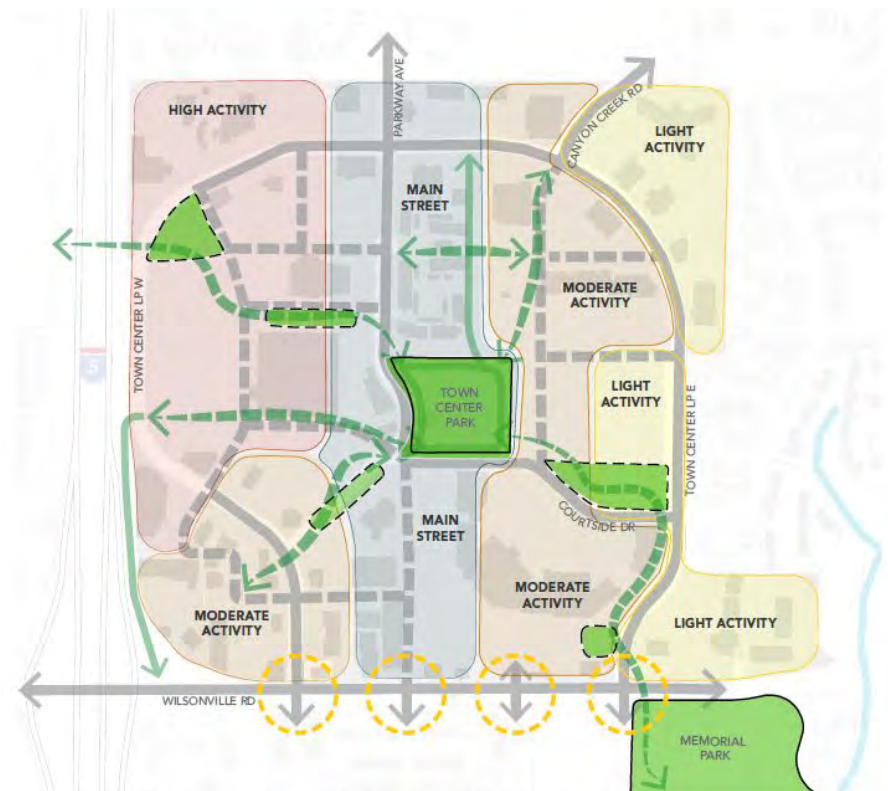 HIGH ACTIVITY
PARKWAY AVE
CANYON CREEK RD
LIGHT
ACTIVITY
MAIN
STREET
MODERATE
ACTIVITY
TOWN CENTER LP W
5
TOWN
CENTER
PARK
LIGHT
ACTIVITY
TOWN CENTER LP E
COURTSIDE DR
MAIN
STREET
MODERATE
ACTIVITY
MODERATE
ACTIVITY
LIGHT ACTIVITY
WILSONVILLE RD
MEMORIAL
PARK